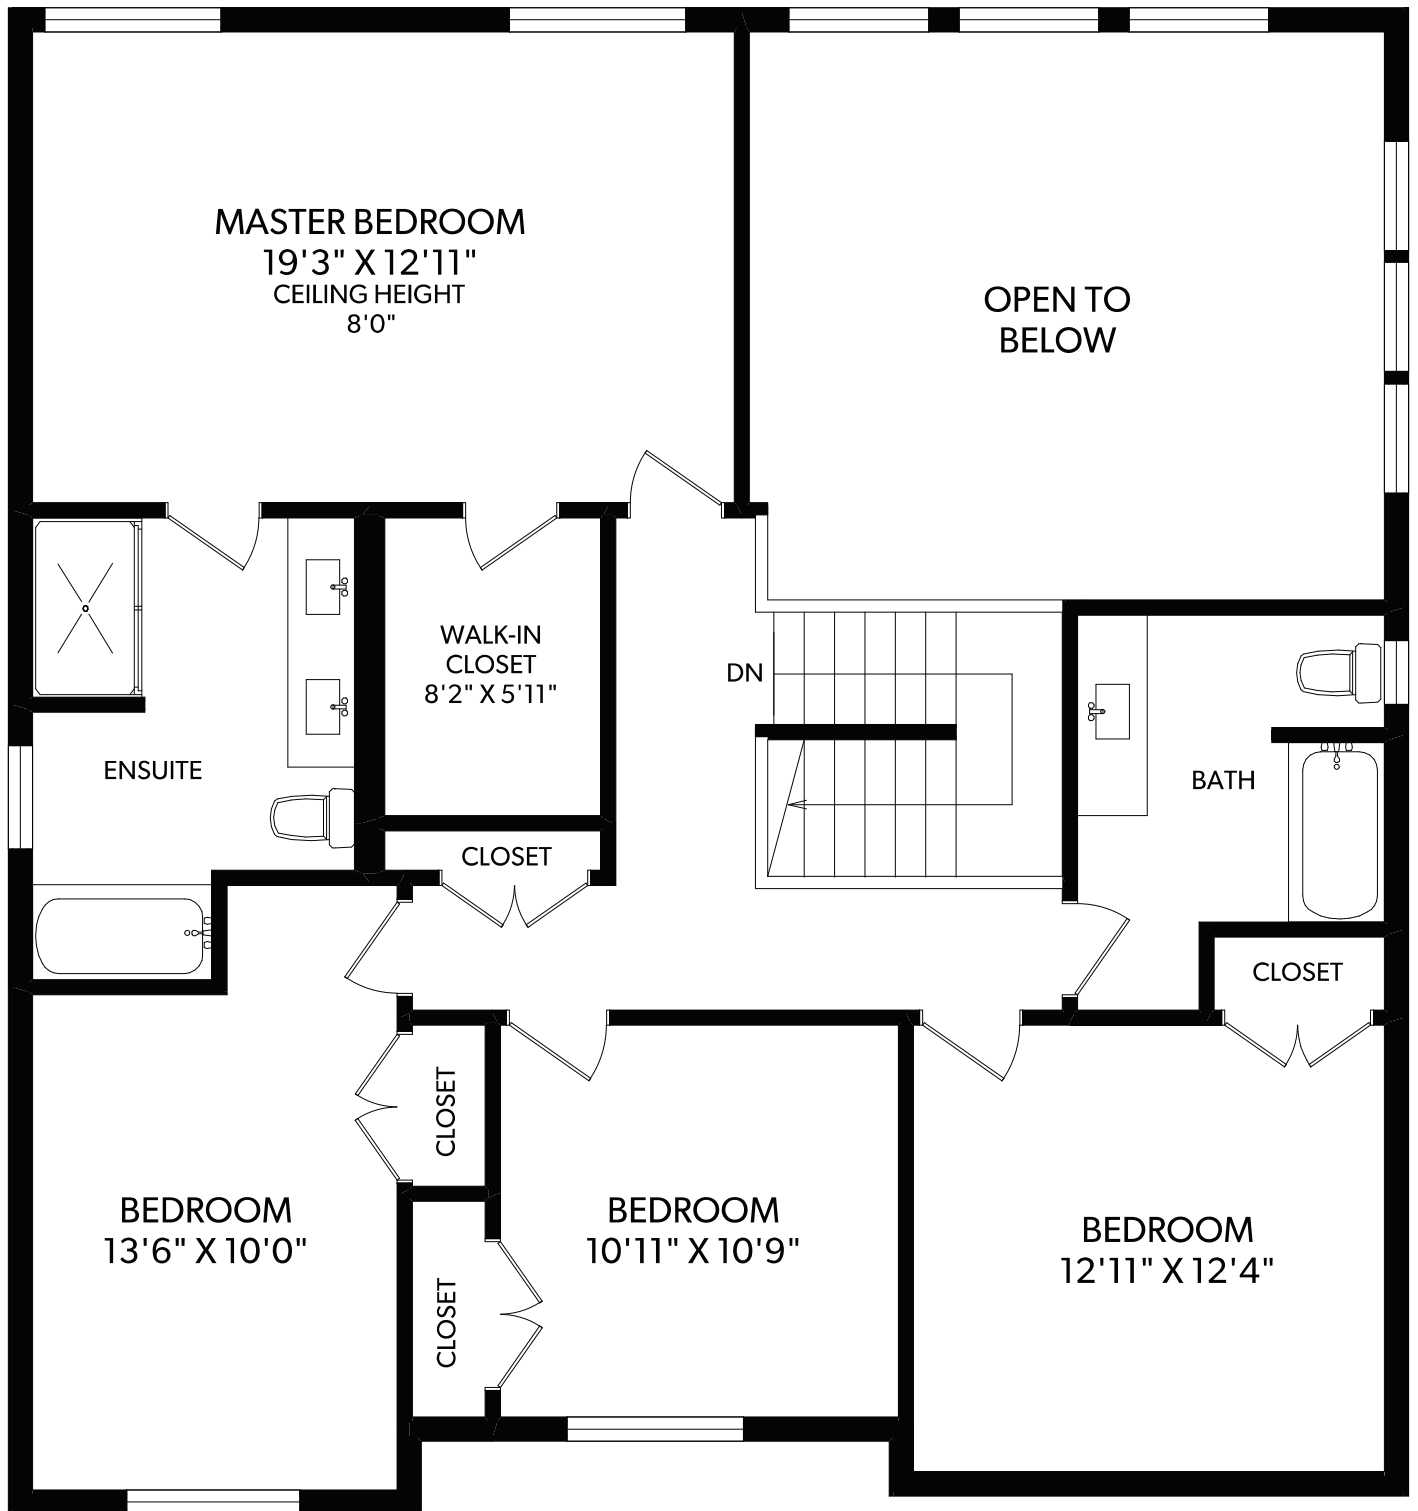 MASTER BEDROOM
19'3" X 12'11"
CEILING HEIGHT
8'0"
OPEN TO
BELOW
WALK-IN
CLOSET
8'2" X 5'11"
DN
ENSUITE
BATH
CLOSET
CLOSET
CLOSET
BEDROOM
13'6" X 10'0"
BEDROOM
10'11" X 10'9"
BEDROOM
12'11" X 12'4"
CLOSET